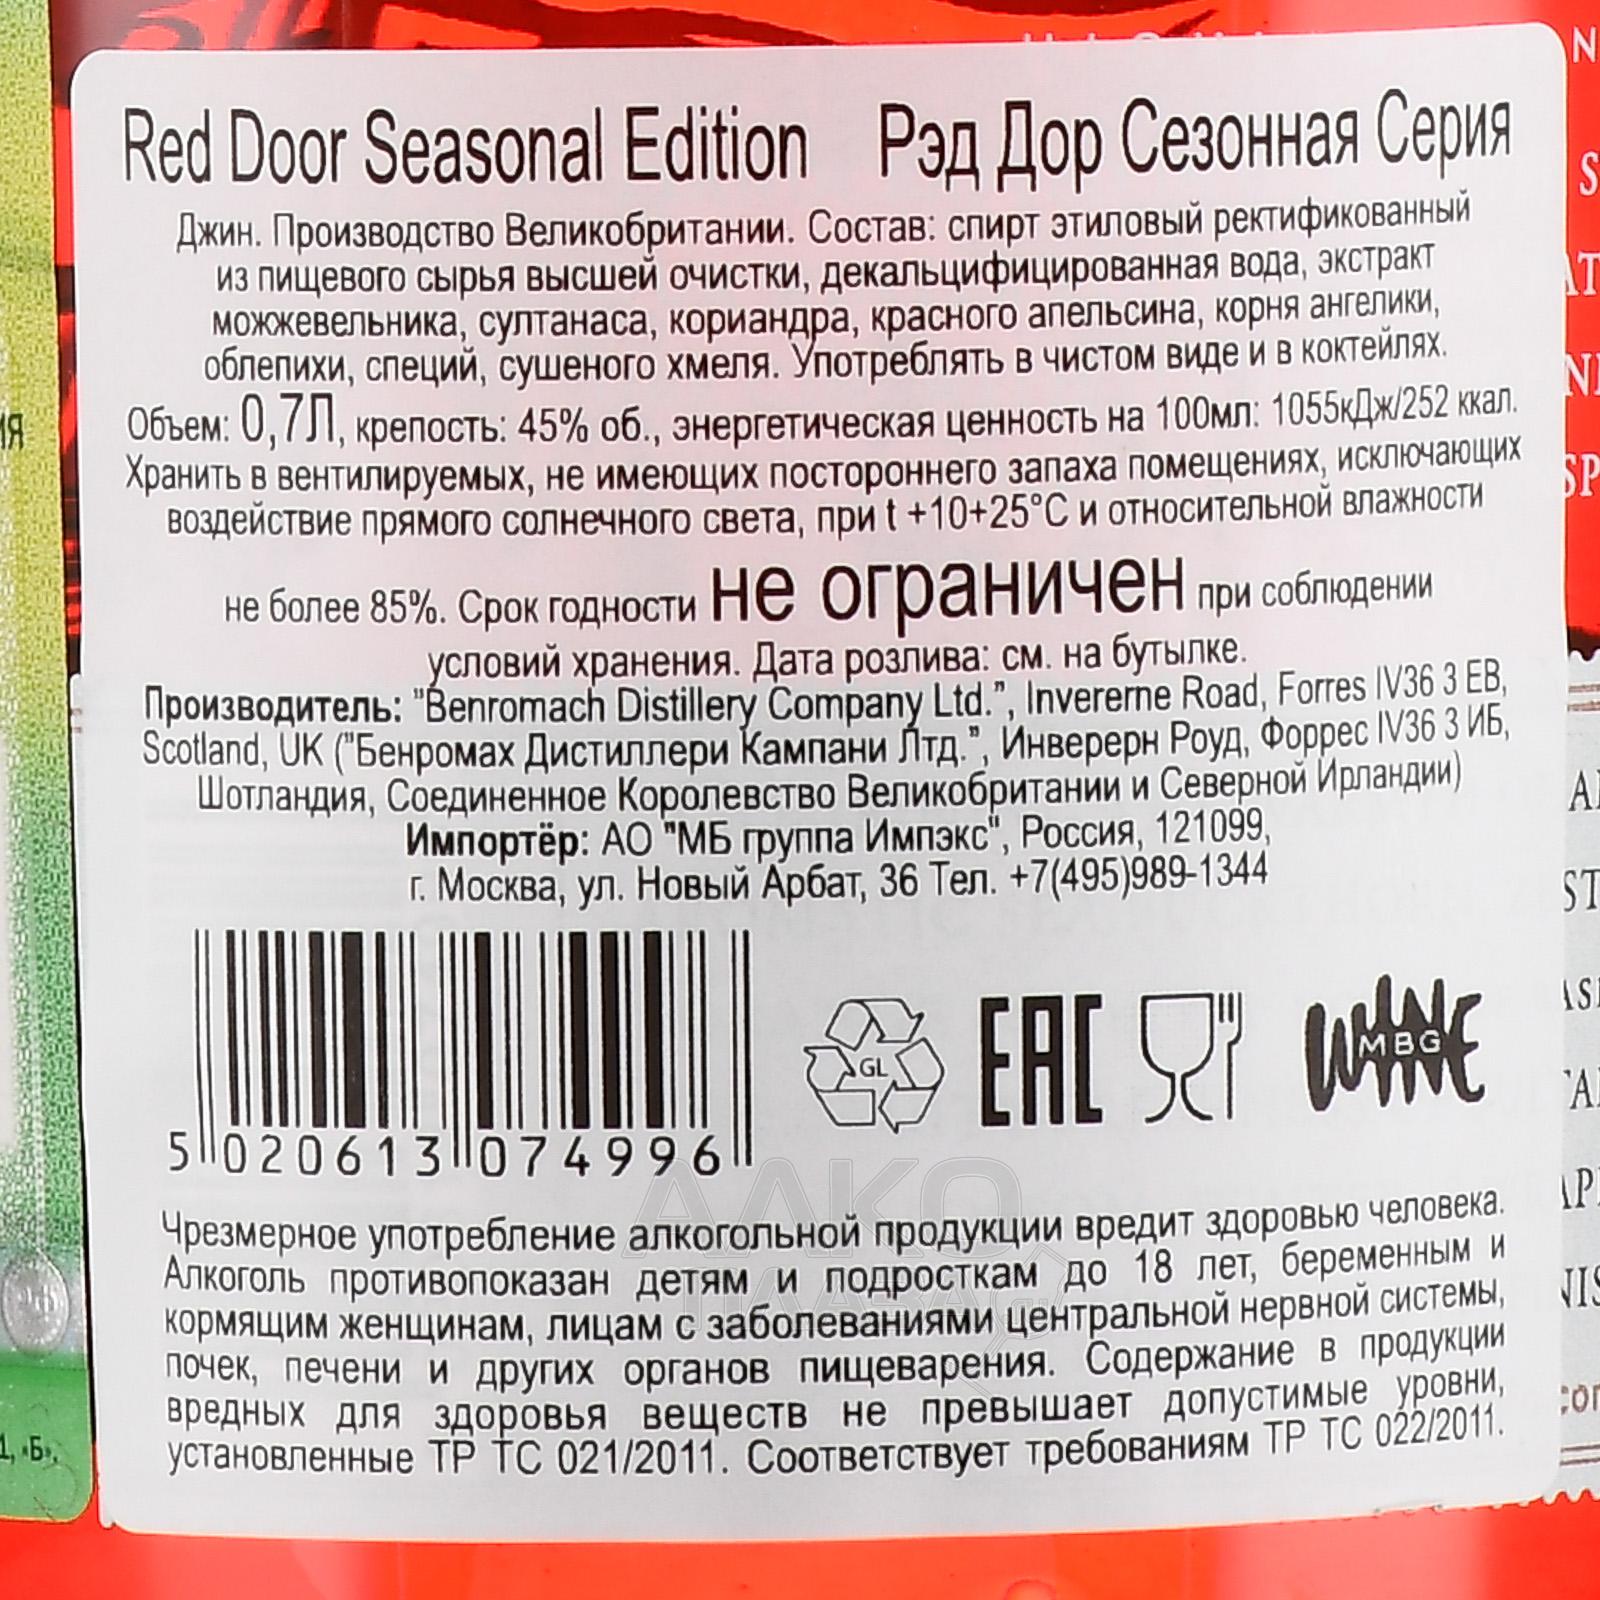 Red Door Seasonal Edition Рэд Дор Сезонная Серия
Джин. Производство Великобритании. Состав: спирт этиловый ректификованный
из пищевого сырья высшей очистки, декальцифицированная вода, экстракт
можжевельника, султанаса, кориандра, красного апельсина, корня ангелики,
облепихи, специй, сушеного хмеля. Употреблять в чистом виде и в коктейлях.
Объем: 0,7Л, крепость: 45% об., энергетическая ценность на 100мл: 1055кДж/252 ккал.
Хранить в вентилируемых, не имеющих постороннего запаха помещениях, исключающих
воздействие прямого солнечного света, при t +10+25°С и относительной влажности
не более 85%. Срок годности не ограничен при соблюдении
условий хранения. Дата розлива: см. на бутылке.
Производитель: "Benromach Distillery Company Ltd.", Invererne Road, Forres IV36 3 EB,
Scotland, UK ("Бенромах Дистиллери Кампани Лтд.", Инверерн Роуд, Форрес IV36 3 ИБ,
Шотландия, Соединенное Королевство Великобритании и Северной Ирландии)
Импортёр: АО "МБ группа Импэкс", Россия, 121099,
г. Москва, ул. Новый Арбат, 36 Тел. +7(495)989-1344
GL
EAC
WINE
MBG
5 020613 074996
АЛКО
ПЛАЗА
Чрезмерное употребление алкогольной продукции вредит здоровью человека.
Алкоголь противопоказан детям и подросткам до 18 лет, беременным и
кормящим женщинам, лицам с заболеваниями центральной нервной системы,
почек, печени и других органов пищеварения. Содержание в продукции
вредных для здоровья веществ не превышает допустимые уровни,
установленные ТР ТС 021/2011. Соответствует требованиям ТР ТС 022/2011.